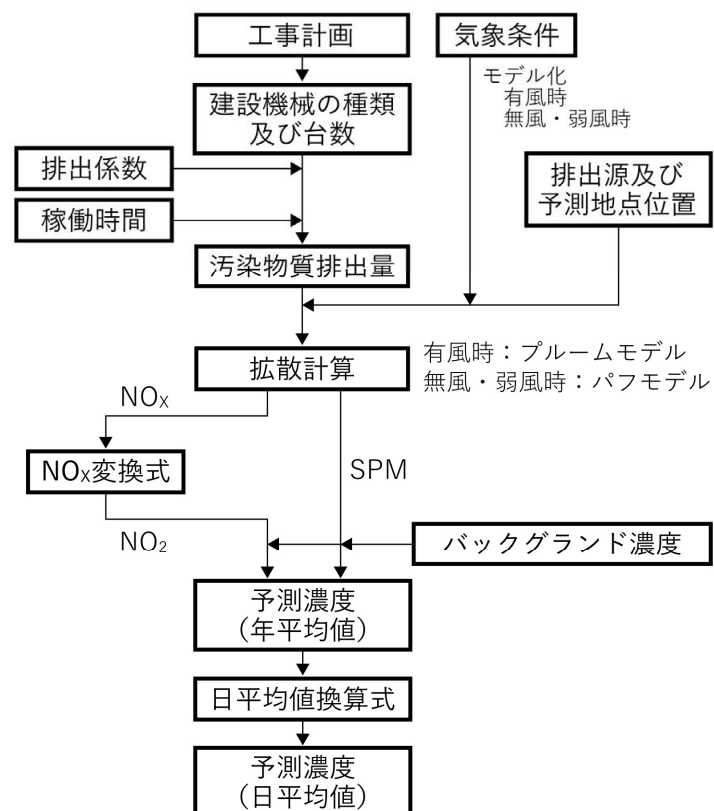 工事計画
気象条件
モデル化
有風時
無風・弱風時
建設機械の種類
及び台数
排出係数
排出源及び
予測地点位置
稼働時間
汚染物質排出量
拡散計算
有風時：プルームモデル
無風・弱風時：パフモデル
NOX
NOX変換式
SPM
NO2
バックグランド濃度
予測濃度
（年平均値）
日平均値換算式
予測濃度
（日平均値）